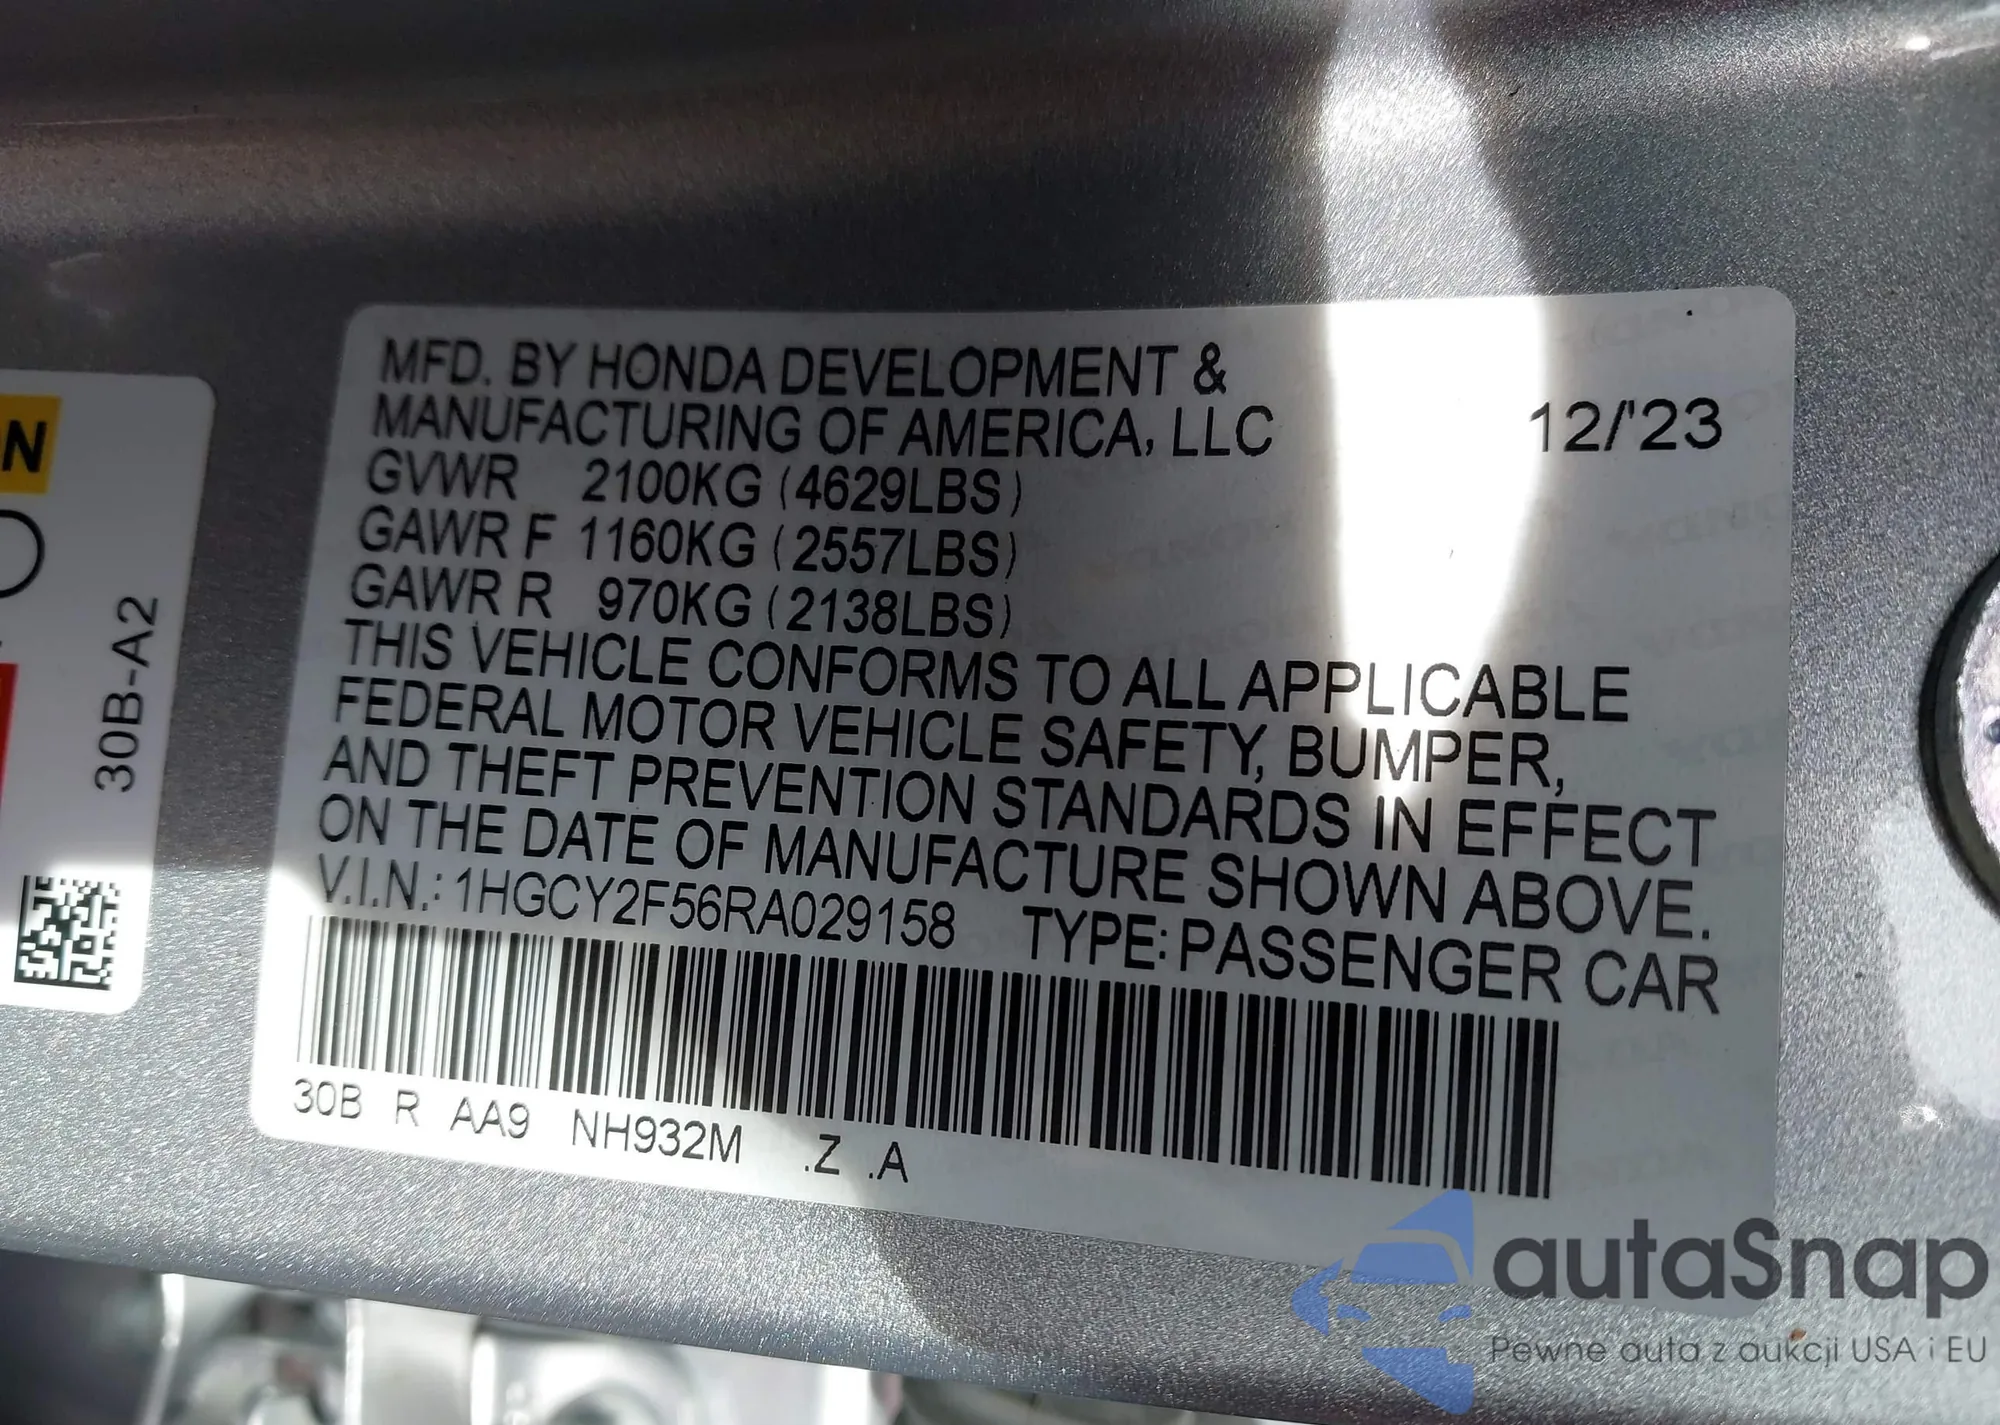 MFD. BY HONDA DEVELOPMENT &
MANUFACTURING OF AMERICA, LLC 12/'23
GVWR 2100KG (4629LBS)
GAWR F 1160KG (2557LBS)
GAWR R 970KG (2138LBS)
THIS VEHICLE CONFORMS TO ALL APPLICABLE
FEDERAL MOTOR VEHICLE SAFETY, BUMPER,
AND THEFT PREVENTION STANDARDS IN EFFECT
ON THE DATE OF MANUFACTURE SHOWN ABOVE.
V.I.N.: 1HGCY2F56RA029158 TYPE: PASSENGER CAR
30B R AA9 NH932M .Z .A
30B-A2
autaSnap
Pewne auta z aukcji USA i EU